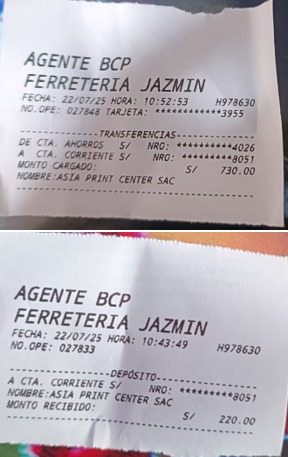 AGENTE BCP
FERRETERIA JAZMIN
FECHA: 22/07/25 HORA: 10:52:53 H978630
NO.OPE: 027848 TARJETA: ************3955
TRANSFERENCIAS
DE CTA. AHORROS S/ NRO: **********4026
A CTA. CORRIENTE S/ NRO: *********8051
MONTO CARGADO: S/ 730.00
NOMBRE:ASIA PRINT CENTER SAC
AGENTE BCP
FERRETERIA JAZMIN
FECHA: 22/07/25 HORA: 10:43:49 H978630
NO.OPE: 027833
DEPÓSITO
A CTA. CORRIENTE S/ NRO: *********8051
NOMBRE:ASIA PRINT CENTER SAC
MONTO RECIBIDO: S/ 220.00